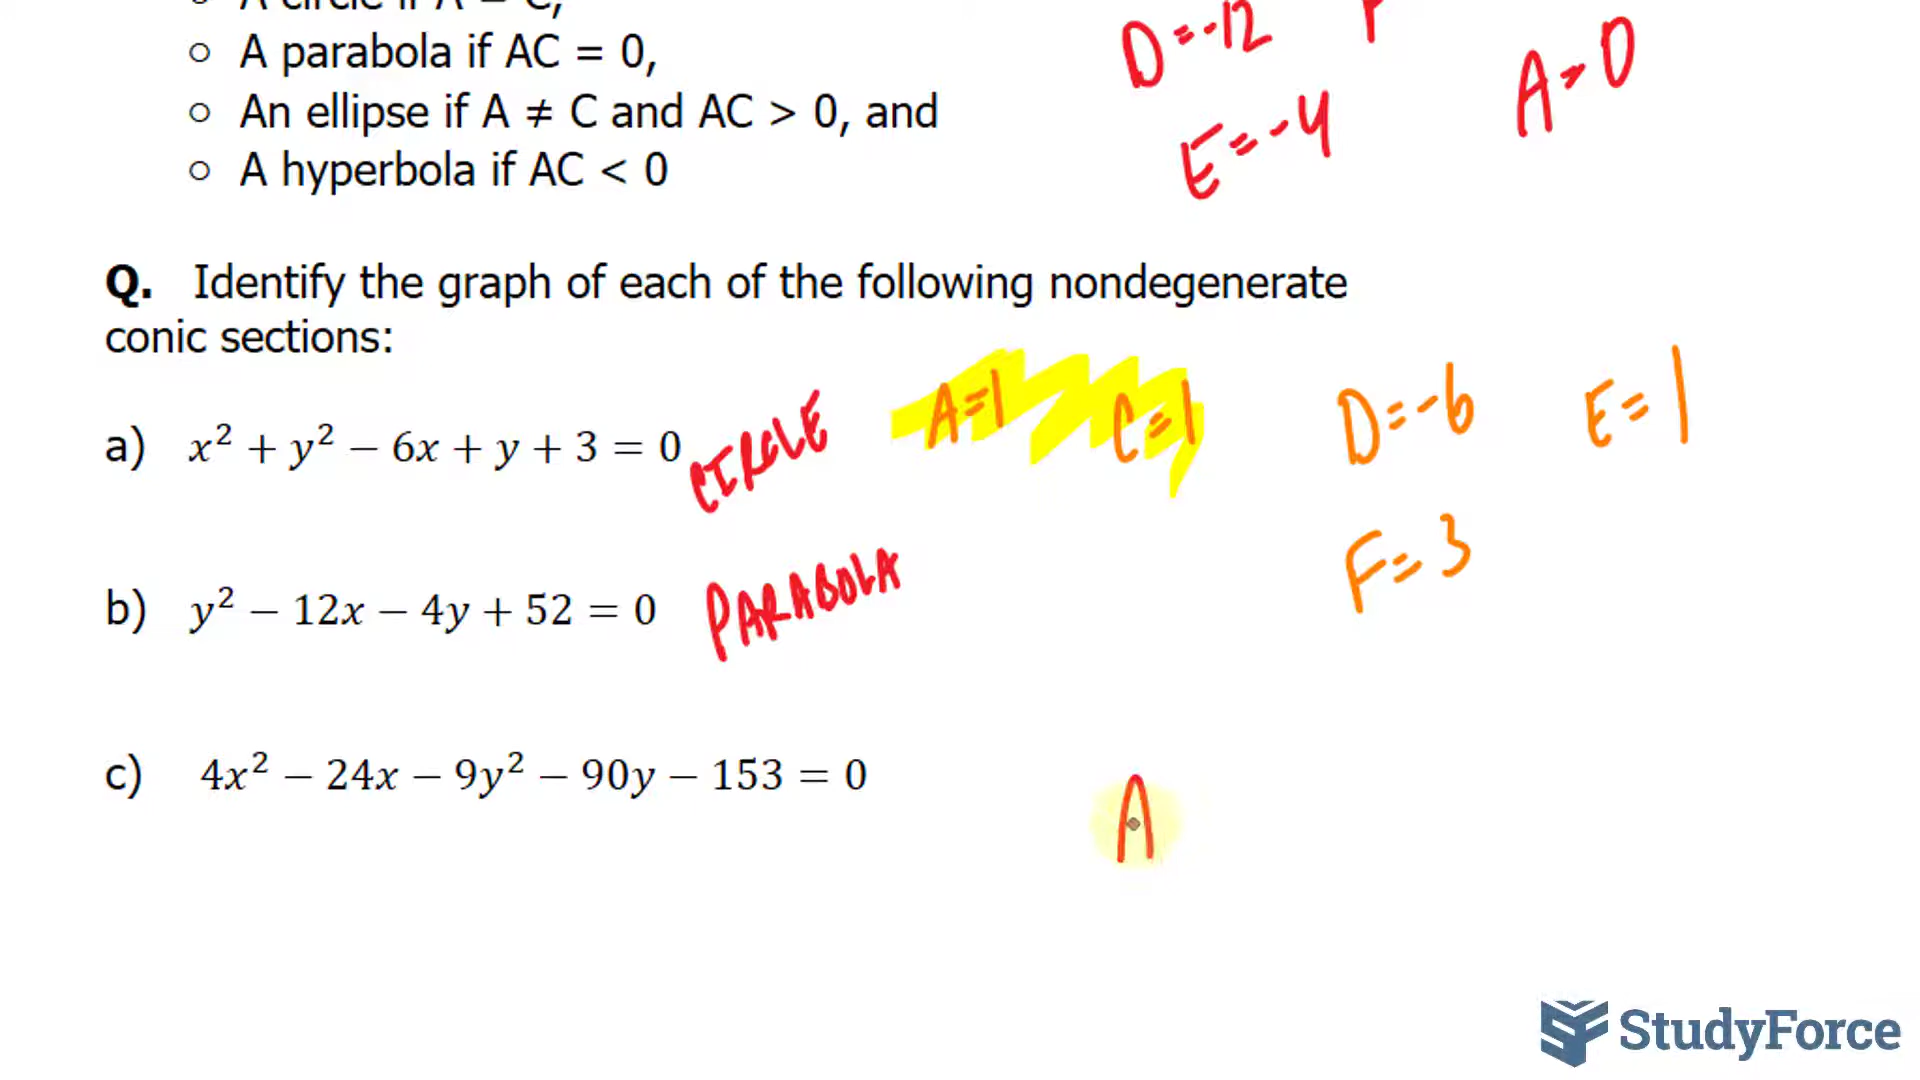 A circle if A = C,
○ A parabola if AC = 0,
○ An ellipse if A ≠ C and AC > 0, and
○ A hyperbola if AC < 0
D=-12
E=-4
A=0
Q. Identify the graph of each of the following nondegenerate
conic sections:
a) x² + y² − 6x + y + 3 = 0 CIRCLE A=1 C=1 D=-6 E=1
F=3
b) y² − 12x − 4y + 52 = 0 PARABOLA
c) 4x² − 24x − 9y² − 90y − 153 = 0
A
StudyForce